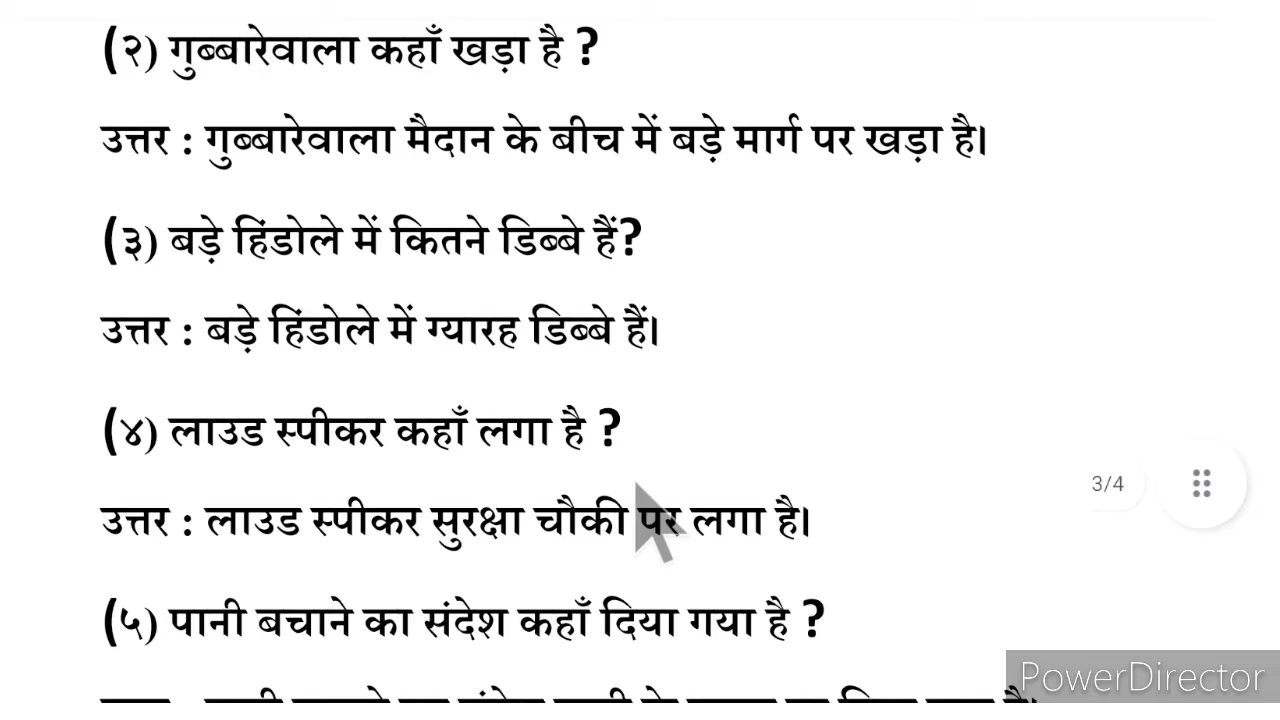 (२) गुब्बारेवाला कहाँ खड़ा है ?
उत्तर : गुब्बारेवाला मैदान के बीच में बड़े मार्ग पर खड़ा है।
(३) बड़े हिंडोले में कितने डिब्बे हैं?
उत्तर : बड़े हिंडोले में ग्यारह डिब्बे हैं।
(४) लाउड स्पीकर कहाँ लगा है ?
3/4
उत्तर : लाउड स्पीकर सुरक्षा चौकी पर लगा है।
(५) पानी बचाने का संदेश कहाँ दिया गया है ?
PowerDirector